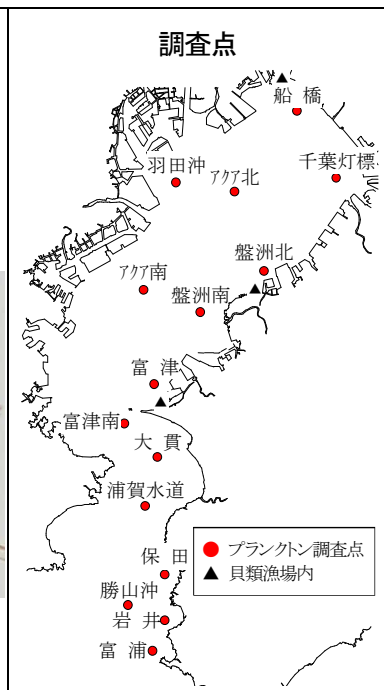 調査点
船 橋
千葉灯標
羽田沖
アクア北
盤洲北
アクア南
盤洲南
富 津
富津南
大 貫
浦賀水道
● プランクトン調査点
▲ 貝類漁場内
保 田
勝山沖
岩 井
富 浦